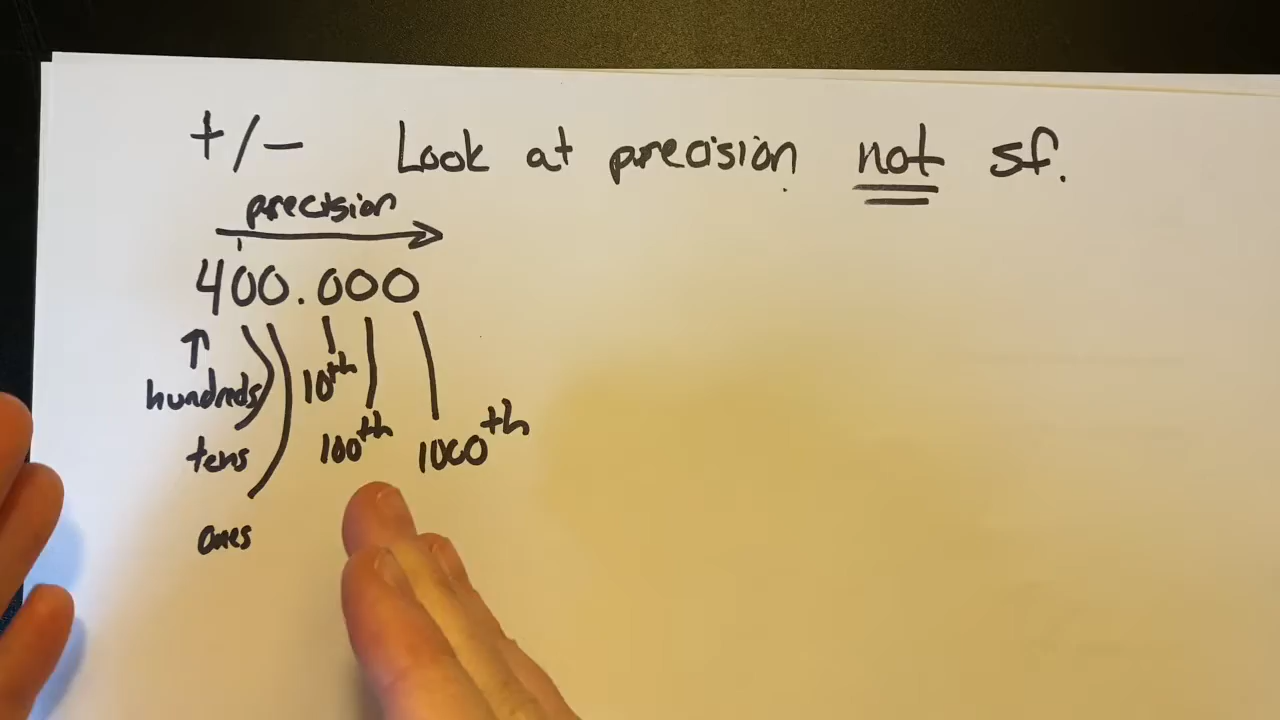 +/- Look at precision not sf.
precision
400.000
hundreds 10th
tens 100th 1000th
ones